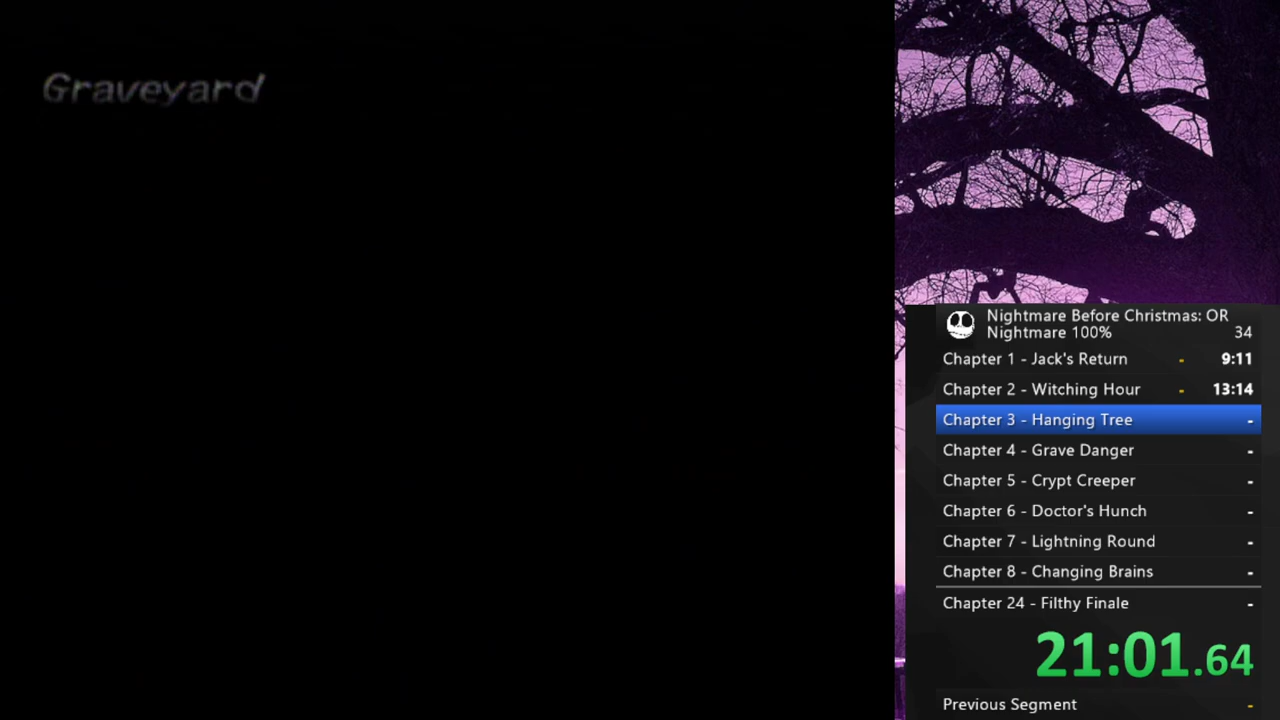 Graveyard
Nightmare Before Christmas: OR
Nightmare 100% 34
Chapter 1 - Jack's Return - 9:11
Chapter 2 - Witching Hour - 13:14
Chapter 3 - Hanging Tree -
Chapter 4 - Grave Danger -
Chapter 5 - Crypt Creeper -
Chapter 6 - Doctor's Hunch -
Chapter 7 - Lightning Round -
Chapter 8 - Changing Brains -
Chapter 24 - Filthy Finale -
21:01.64
Previous Segment -